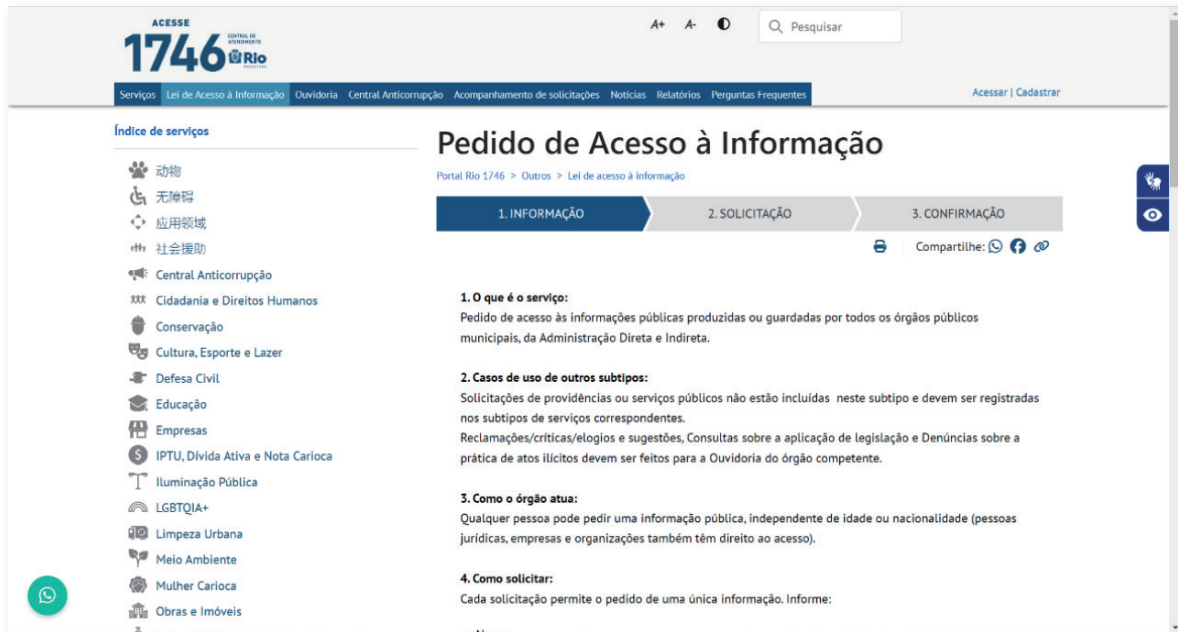 ACESSE
1746
CENTRAL DE
ATENDIMENTO
Rio
PREFEITURA
A+ A-
Pesquisar
Serviços Lei de Acesso à Informação Ouvidoria Central Anticorrupção Acompanhamento de solicitações Notícias Relatórios Perguntas Frequentes
Acessar | Cadastrar
Índice de serviços
动物
无障碍
应用领域
社会援助
Central Anticorrupção
Cidadania e Direitos Humanos
Conservação
Cultura, Esporte e Lazer
Defesa Civil
Educação
Empresas
IPTU, Dívida Ativa e Nota Carioca
Iluminação Pública
LGBTQIA+
Limpeza Urbana
Meio Ambiente
Mulher Carioca
Obras e Imóveis
Pedido de Acesso à Informação
Portal Rio 1746 > Outros > Lei de acesso à informação
1. INFORMAÇÃO 2. SOLICITAÇÃO 3. CONFIRMAÇÃO
Compartilhe:
1. O que é o serviço:
Pedido de acesso às informações públicas produzidas ou guardadas por todos os órgãos públicos
municipais, da Administração Direta e Indireta.
2. Casos de uso de outros subtipos:
Solicitações de providências ou serviços públicos não estão incluídas neste subtipo e devem ser registradas
nos subtipos de serviços correspondentes.
Reclamações/críticas/elogios e sugestões, Consultas sobre a aplicação de legislação e Denúncias sobre a
prática de atos ilícitos devem ser feitos para a Ouvidoria do órgão competente.
3. Como o órgão atua:
Qualquer pessoa pode pedir uma informação pública, independente de idade ou nacionalidade (pessoas
jurídicas, empresas e organizações também têm direito ao acesso).
4. Como solicitar:
Cada solicitação permite o pedido de uma única informação. Informe: